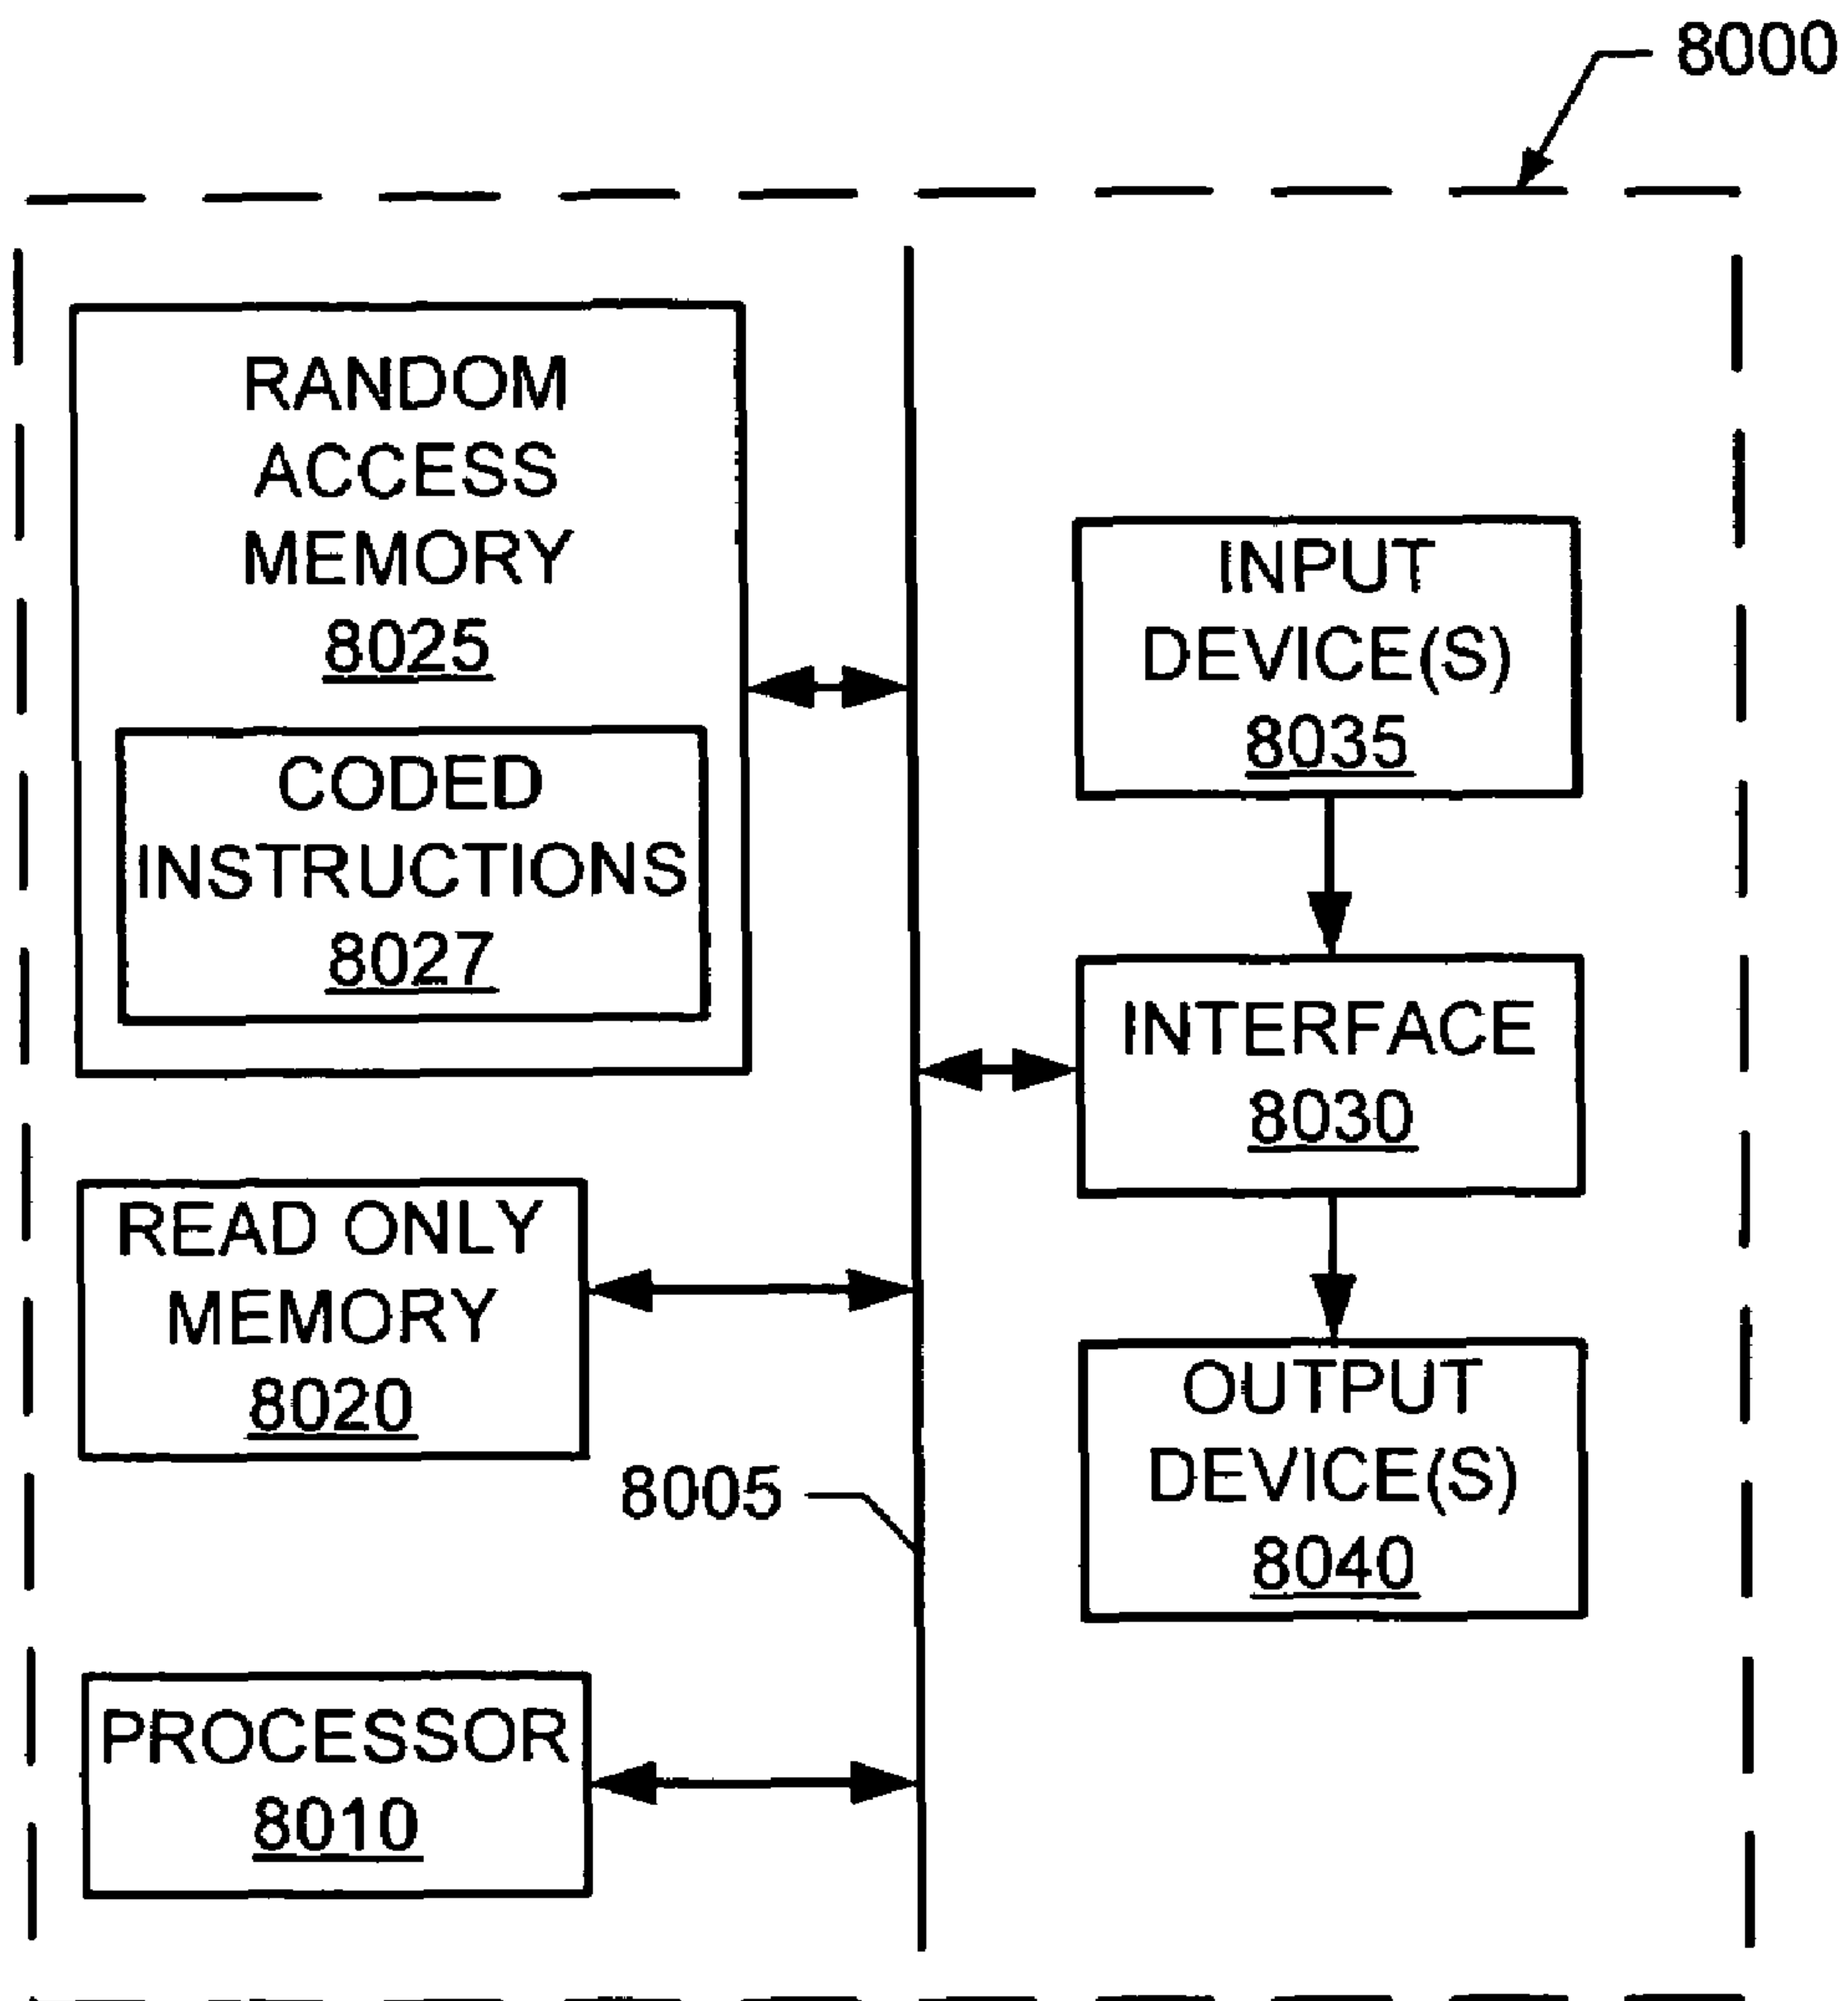 8000
RANDOM
ACCESS
MEMORY
8025
CODED
INSTRUCTIONS
8027
READ ONLY
MEMORY
8020
8005
PROCESSOR
8010
INPUT
DEVICE(S)
8035
INTERFACE
8030
OUTPUT
DEVICE(S)
8040